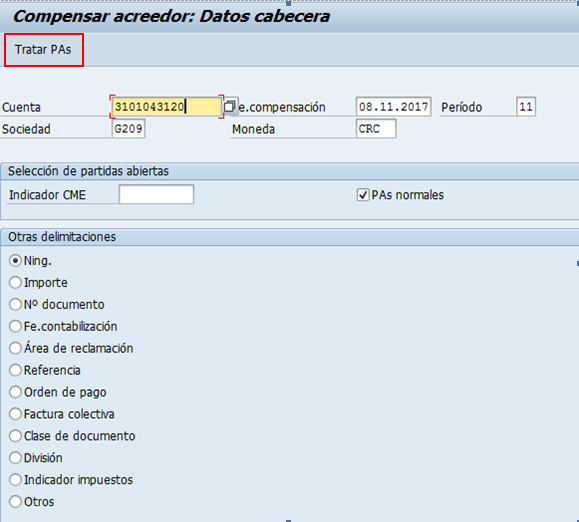 Compensar acreedor: Datos cabecera
Tratar PAs
Cuenta 3101043120 e.compensación 08.11.2017 Período 11
Sociedad G209 Moneda CRC
Selección de partidas abiertas
Indicador CME PAs normales
Otras delimitaciones
Ning.
Importe
Nº documento
Fe.contabilización
Área de reclamación
Referencia
Orden de pago
Factura colectiva
Clase de documento
División
Indicador impuestos
Otros